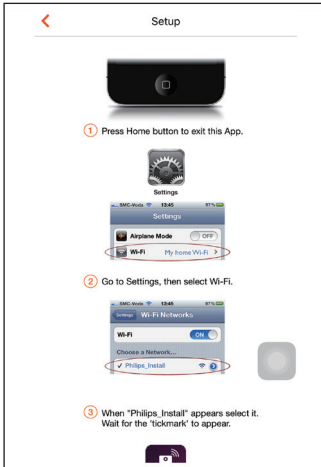 Setup
1 Press Home button to exit this App.
Settings
SMC-Voda 13:45 97%
Settings
Airplane Mode OFF
Wi-Fi My home Wi-Fi
2 Go to Settings, then select Wi-Fi.
SMC-Voda 13:46 97%
Settings Wi-Fi Networks
Wi-Fi ON
Choose a Network...
✓ Philips_Install
3 When "Philips_Install" appears select it.
Wait for the 'tickmark' to appear.